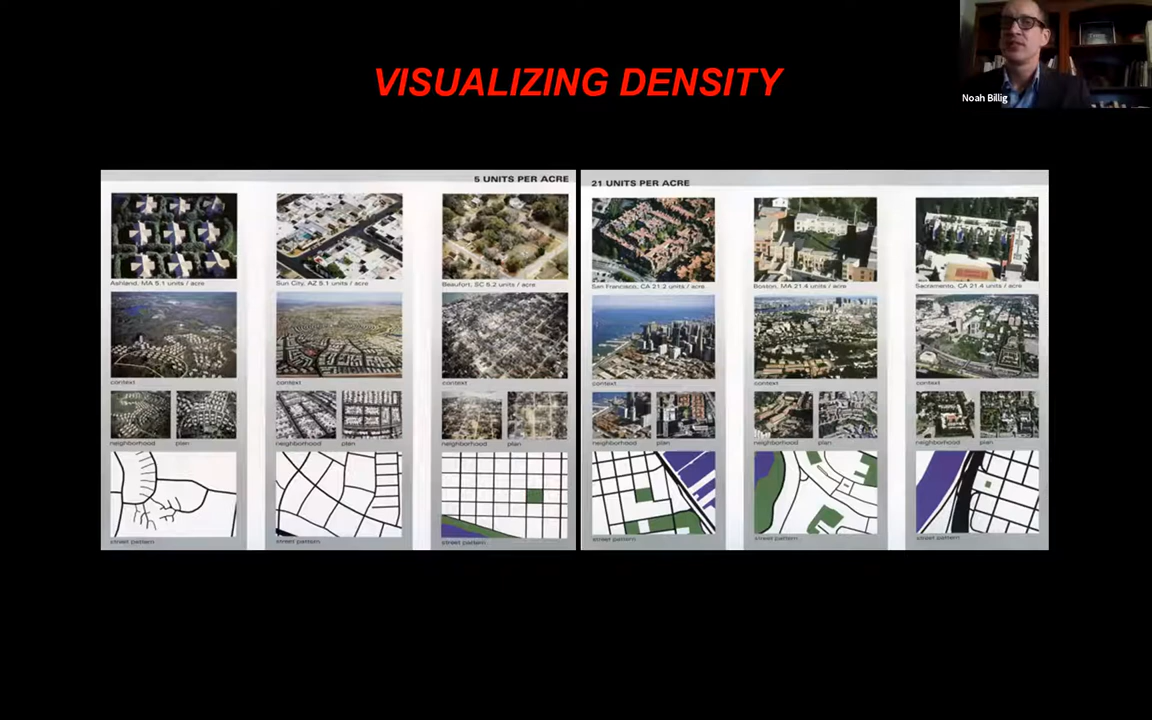 VISUALIZING DENSITY
Noah Billig
5 UNITS PER ACRE
Ashland, MA 5.1 units / acre
Sun City, AZ 5.1 units / acre
Beaufort, SC 5.2 units / acre
context
context
context
neighborhood plan
neighborhood plan
neighborhood plan
street pattern
street pattern
street pattern
21 UNITS PER ACRE
San Francisco, CA 21.2 units / acre
Boston, MA 21.4 units / acre
Sacramento, CA 21.4 units / acre
context
context
context
neighborhood plan
neighborhood plan
neighborhood plan
street pattern
street pattern
street pattern